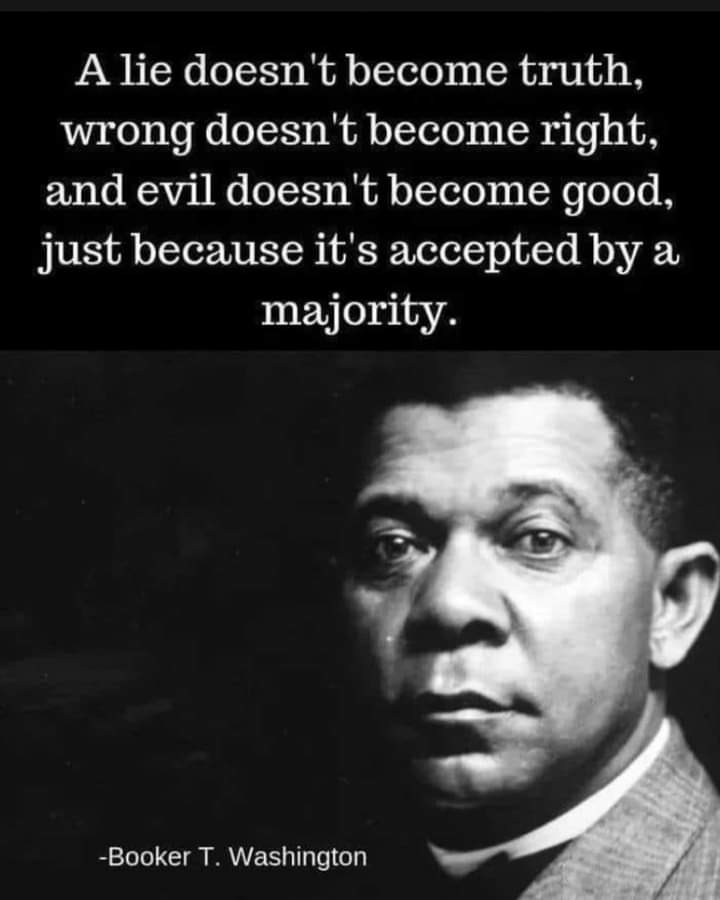 A lie doesn't become truth,
wrong doesn't become right,
and evil doesn't become good,
just because it's accepted by a
majority.
-Booker T. Washington